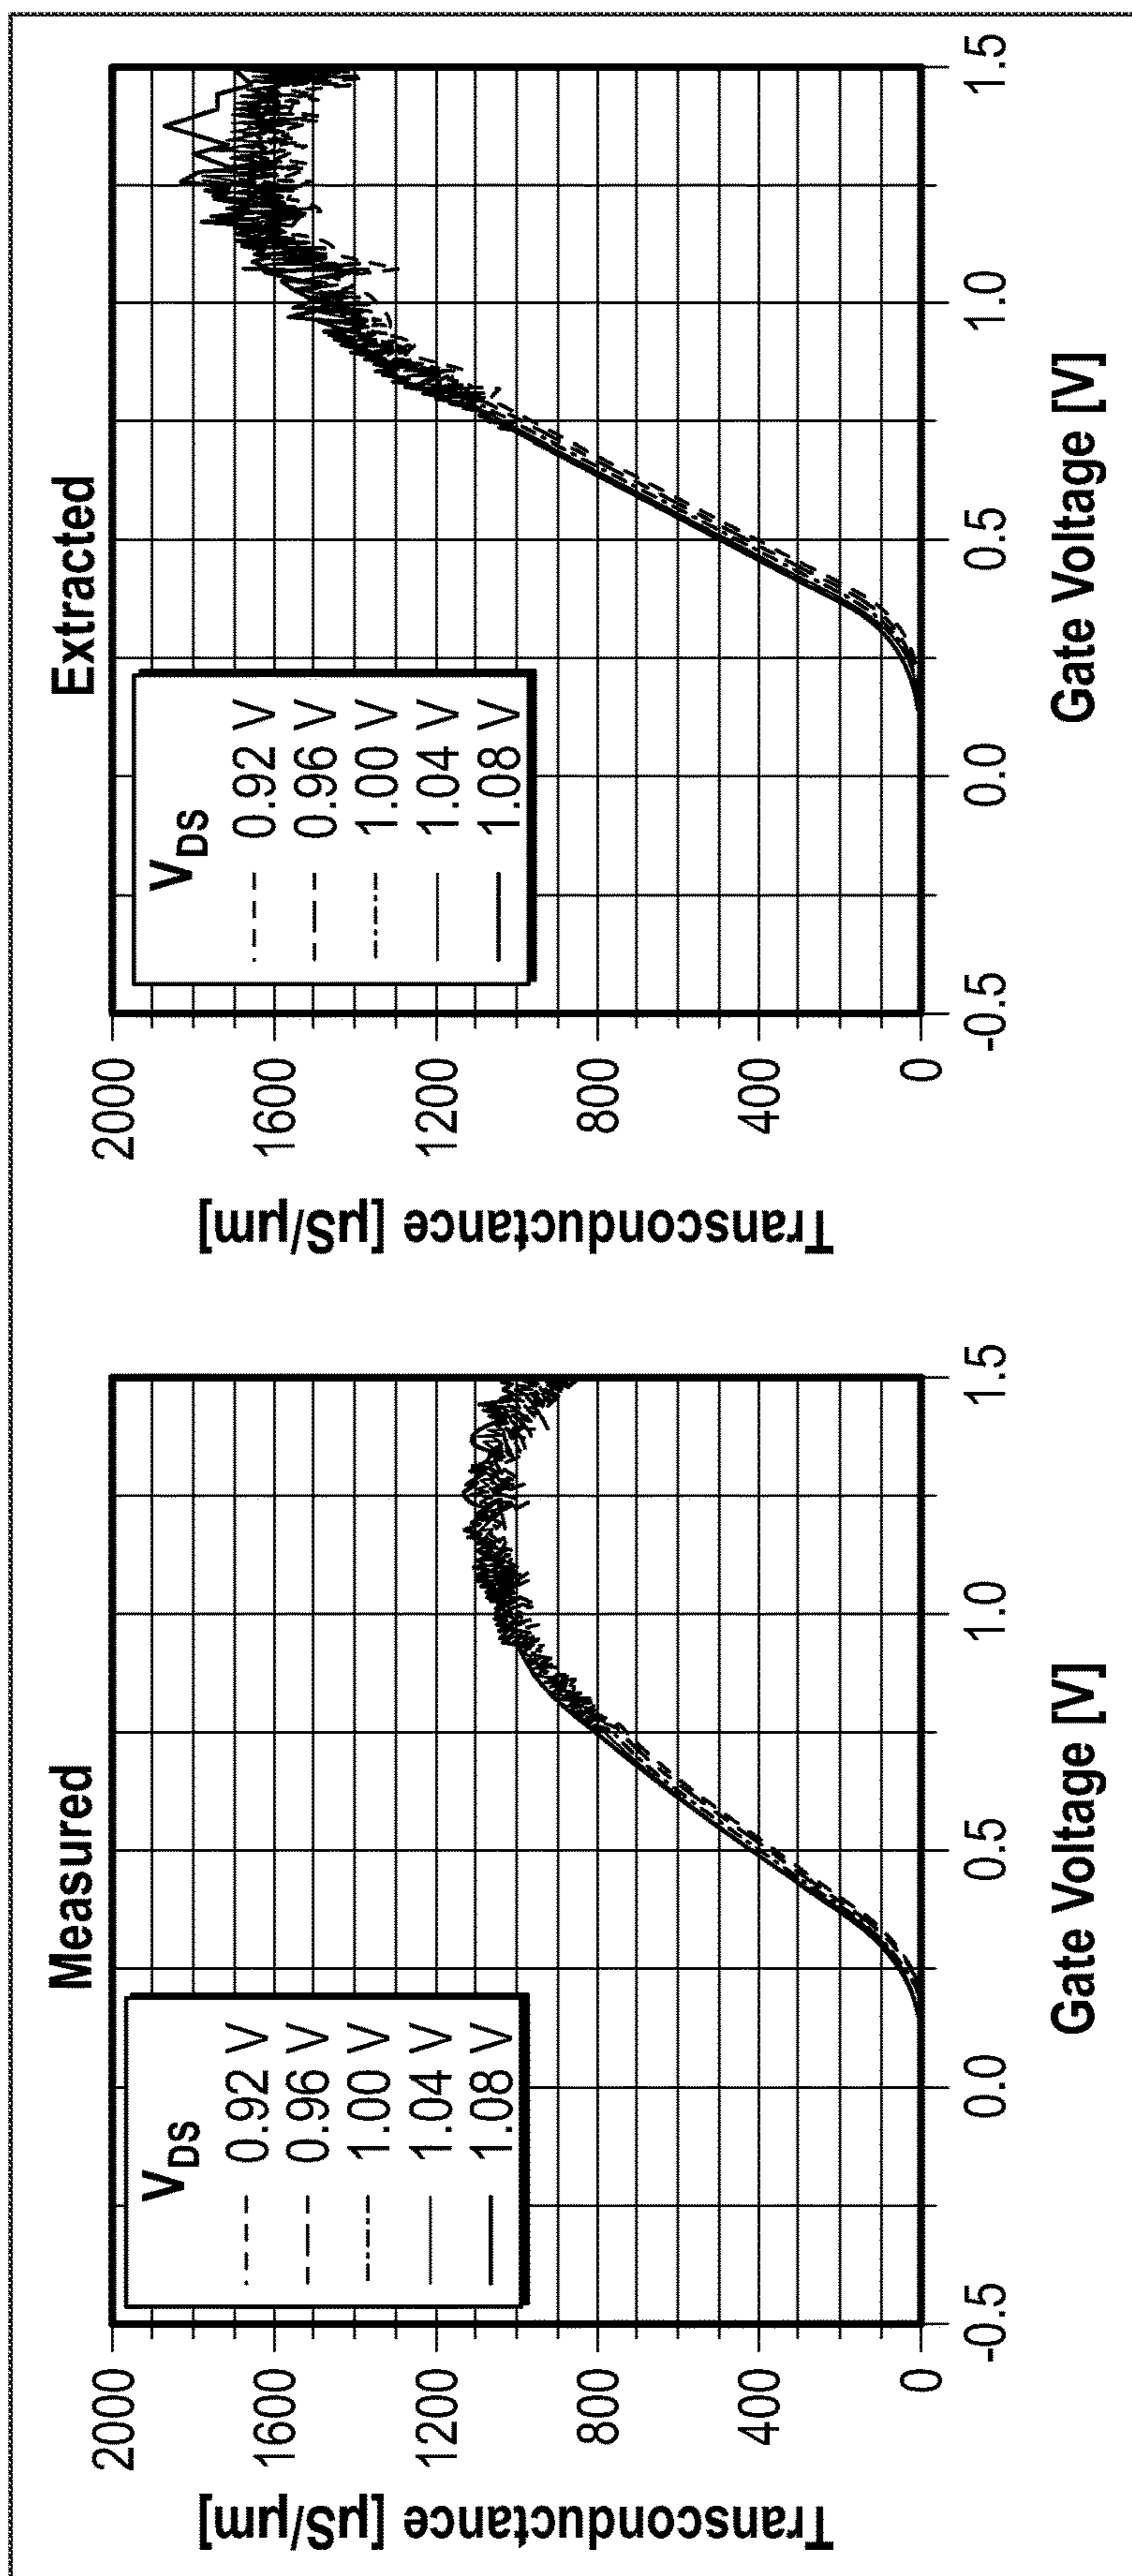 Measured
Transconductance [µS/µm]
2000
1600
1200
800
400
0
V_DS
0.92 V
0.96 V
1.00 V
1.04 V
1.08 V
-0.5 0.0 0.5 1.0 1.5
Gate Voltage [V]
Extracted
Transconductance [µS/µm]
2000
1600
1200
800
400
0
V_DS
0.92 V
0.96 V
1.00 V
1.04 V
1.08 V
-0.5 0.0 0.5 1.0 1.5
Gate Voltage [V]